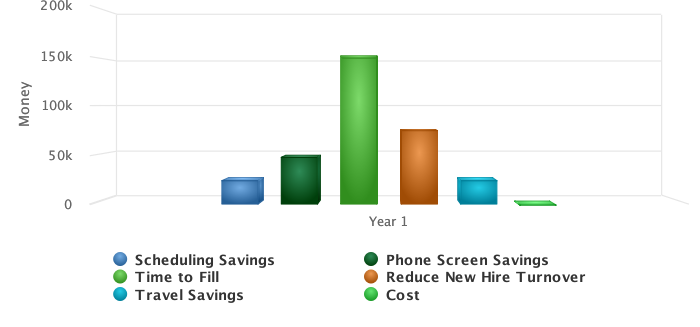 200k
150k
100k
50k
0
Money
Year 1
Scheduling Savings
Phone Screen Savings
Time to Fill
Reduce New Hire Turnover
Travel Savings
Cost